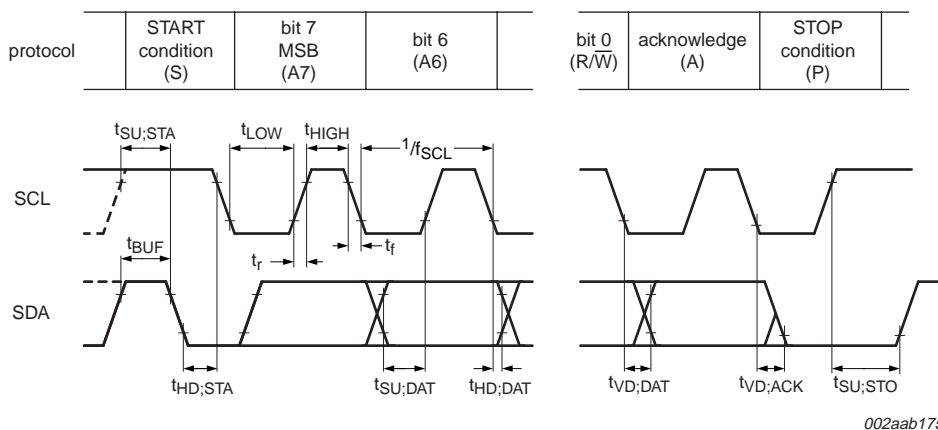 protocol
START
condition
(S)
bit 7
MSB
(A7)
bit 6
(A6)
bit 0
(R/W̅)
acknowledge
(A)
STOP
condition
(P)
tSU;STA
tLOW
tHIGH
1/fSCL
SCL
tBUF
tr
tf
SDA
tHD;STA
tSU;DAT
tHD;DAT
tVD;DAT
tVD;ACK
tSU;STO